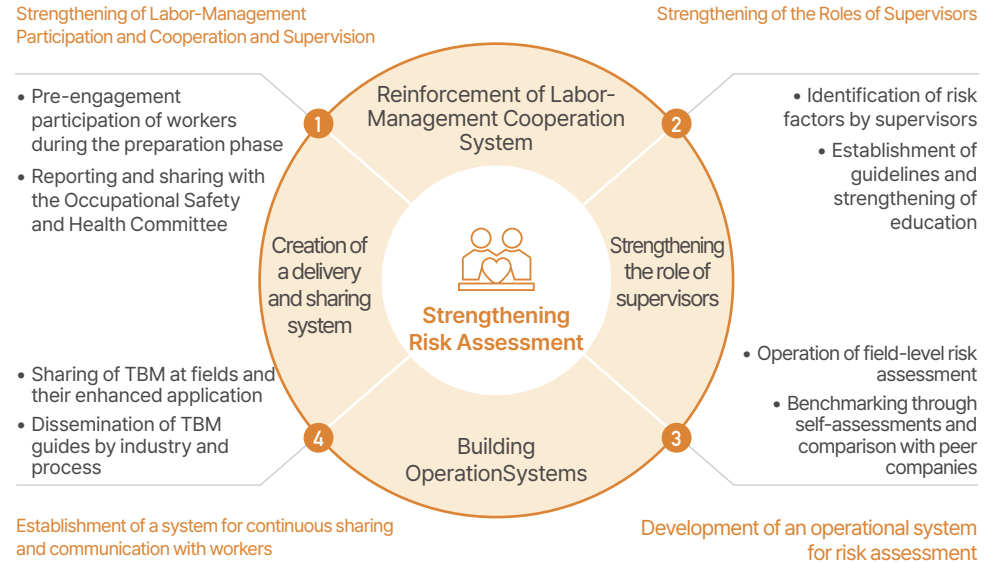 Strengthening of Labor-Management
Participation and Cooperation and Supervision
• Pre-engagement
participation of workers
during the preparation phase
• Reporting and sharing with
the Occupational Safety
and Health Committee
Strengthening of the Roles of Supervisors
• Identification of risk
factors by supervisors
• Establishment of
guidelines and
strengthening of
education
1
Reinforcement of Labor-
Management Cooperation
System
2
Creation of
a delivery
and sharing
system
Strengthening
Risk Assessment
Strengthening
the role of
supervisors
4
Building
OperationSystems
3
• Sharing of TBM at fields and
their enhanced application
• Dissemination of TBM
guides by industry and
process
Establishment of a system for continuous sharing
and communication with workers
• Operation of field-level risk
assessment
• Benchmarking through
self-assessments and
comparison with peer
companies
Development of an operational system
for risk assessment